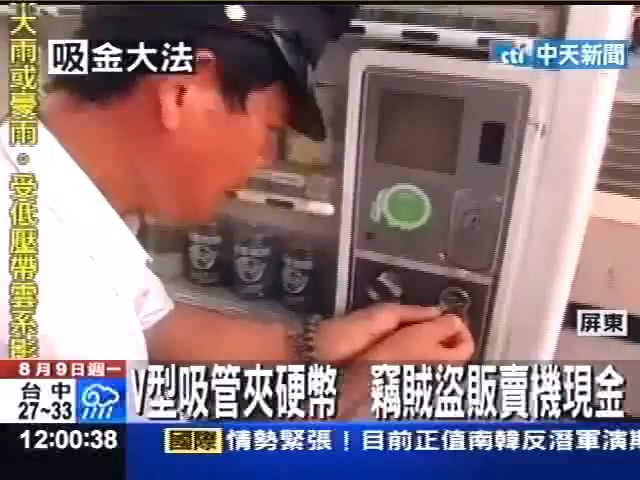 大雨或豪雨。受低壓帶雲系影
吸金大法
cti 中天新聞
屏東
8月9日週一
台中
27~33
V型吸管夾硬幣 竊賊盜販賣機現金
12:00:38
國際 情勢緊張！目前正值南韓反潛軍演期